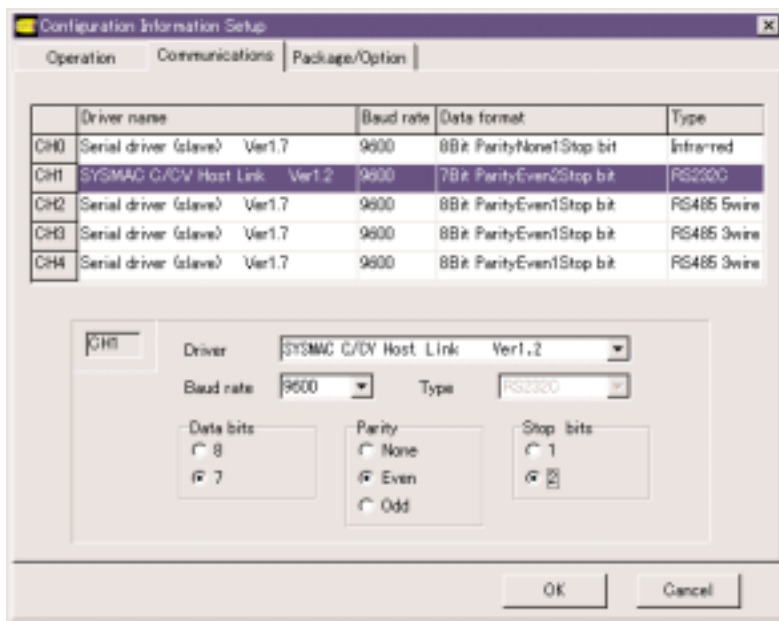 Configuration Information Setup
Operation Communications Package/Option
Driver name Baud rate Data format Type
CH0 Serial driver (slave) Ver1.7 9600 8Bit ParityNone1Stop bit Infra-red
CH1 SYSMAC C/CV Host Link Ver1.2 9600 7Bit ParityEven2Stop bit RS232C
CH2 Serial driver (slave) Ver1.7 9600 8Bit ParityEven1Stop bit RS485 5wire
CH3 Serial driver (slave) Ver1.7 9600 8Bit ParityEven1Stop bit RS485 3wire
CH4 Serial driver (slave) Ver1.7 9600 8Bit ParityEven1Stop bit RS485 3wire
CH1
Driver SYSMAC C/CV Host Link Ver1.2
Baud rate 9600 Type RS232C
Data bits Parity Stop bits
8 None 1
7 Even 2
Odd
OK Cancel